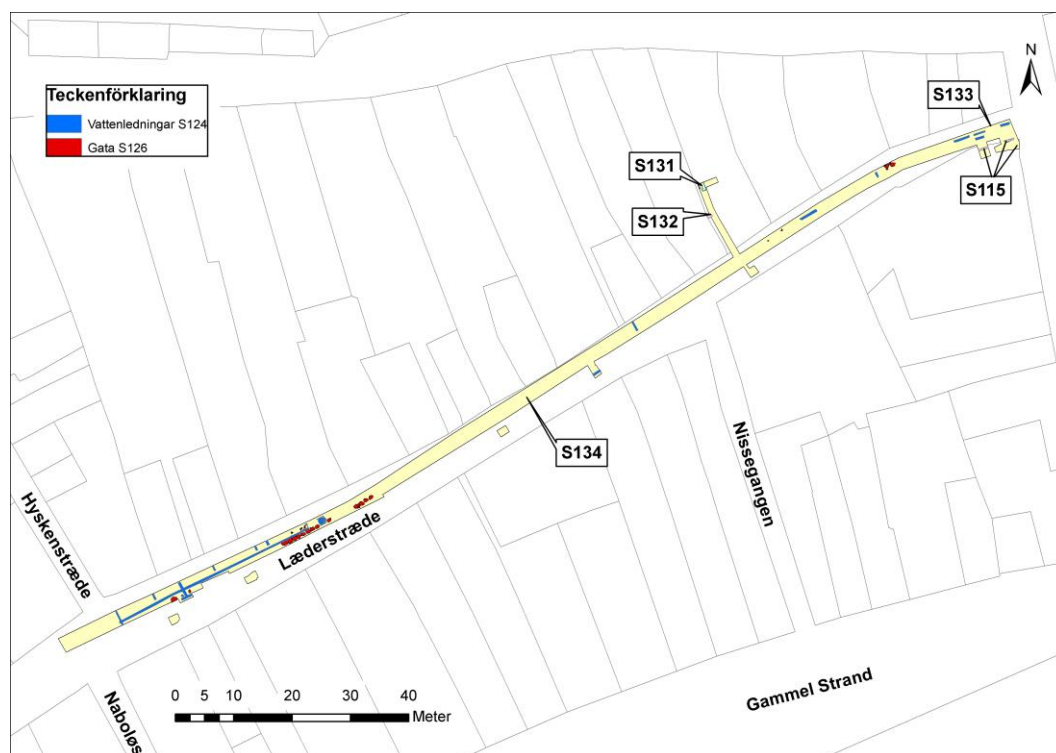 Teckenförklaring
Vattenledningar S124
Gata S126
N
S133
S131
S115
S132
S134
Nissegangen
Hyskenstræde
Læderstræde
Naboløs
Gammel Strand
0 5 10 20 30 40
Meter